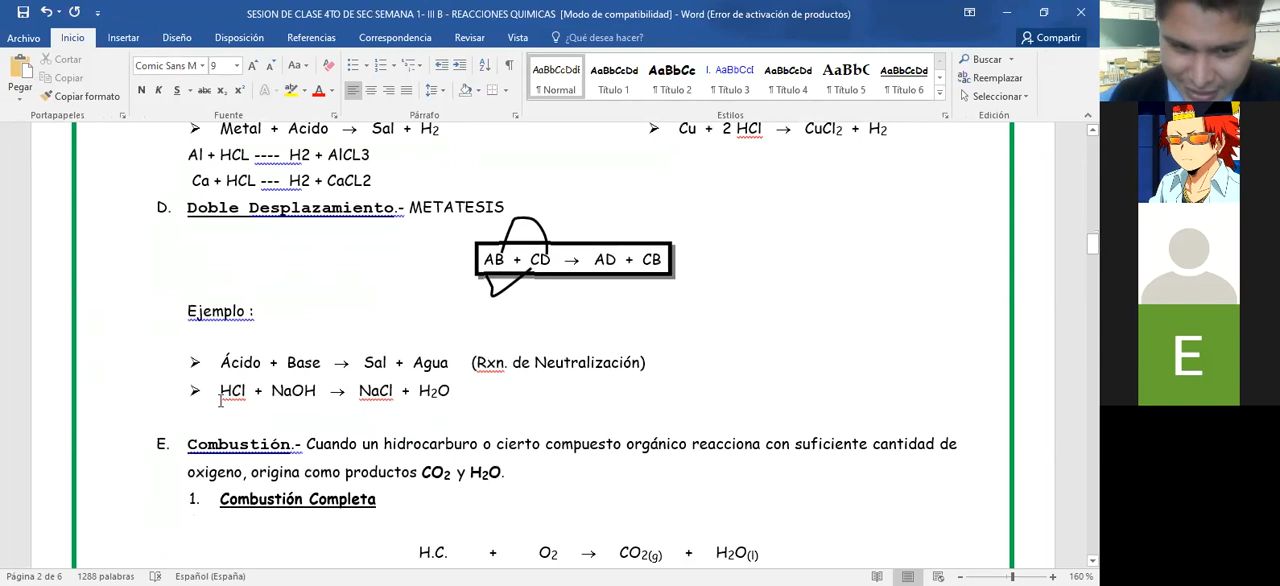 SESION DE CLASE 4TO DE SEC SEMANA 1- III B - REACCIONES QUIMICAS [Modo de compatibilidad] - Word (Error de activación de productos)
Archivo Inicio Insertar Diseño Disposición Referencias Correspondencia Revisar Vista ¿Qué desea hacer? Compartir
Pegar
Cortar
Copiar
Copiar formato
Portapapeles
Comic Sans M 9
N K S abc x₂ x²
Fuente
Párrafo
AaBbCcDdE AaBbCcDd AaBbCc I. AaBbCcI AaBbCcDd AaBbC AaBbCcDd
¶ Normal Título 1 Título 2 Título 3 Título 4 Título 5 Título 6
Estilos
Buscar
Reemplazar
Seleccionar
Edición
Metal + Acido → Sal + H₂
Cu + 2 HCl → CuCl₂ + H₂
Al + HCL ---- H2 + AlCL3
Ca + HCL --- H2 + CaCL2
D. Doble Desplazamiento.- METATESIS
AB + CD → AD + CB
Ejemplo :
Ácido + Base → Sal + Agua (Rxn. de Neutralización)
HCl + NaOH → NaCl + H₂O
E. Combustión.- Cuando un hidrocarburo o cierto compuesto orgánico reacciona con suficiente cantidad de
oxigeno, origina como productos CO₂ y H₂O.
1. Combustión Completa
H.C. + O₂ → CO₂(g) + H₂O(l)
E
Página 2 de 6 1288 palabras Español (España) 160 %